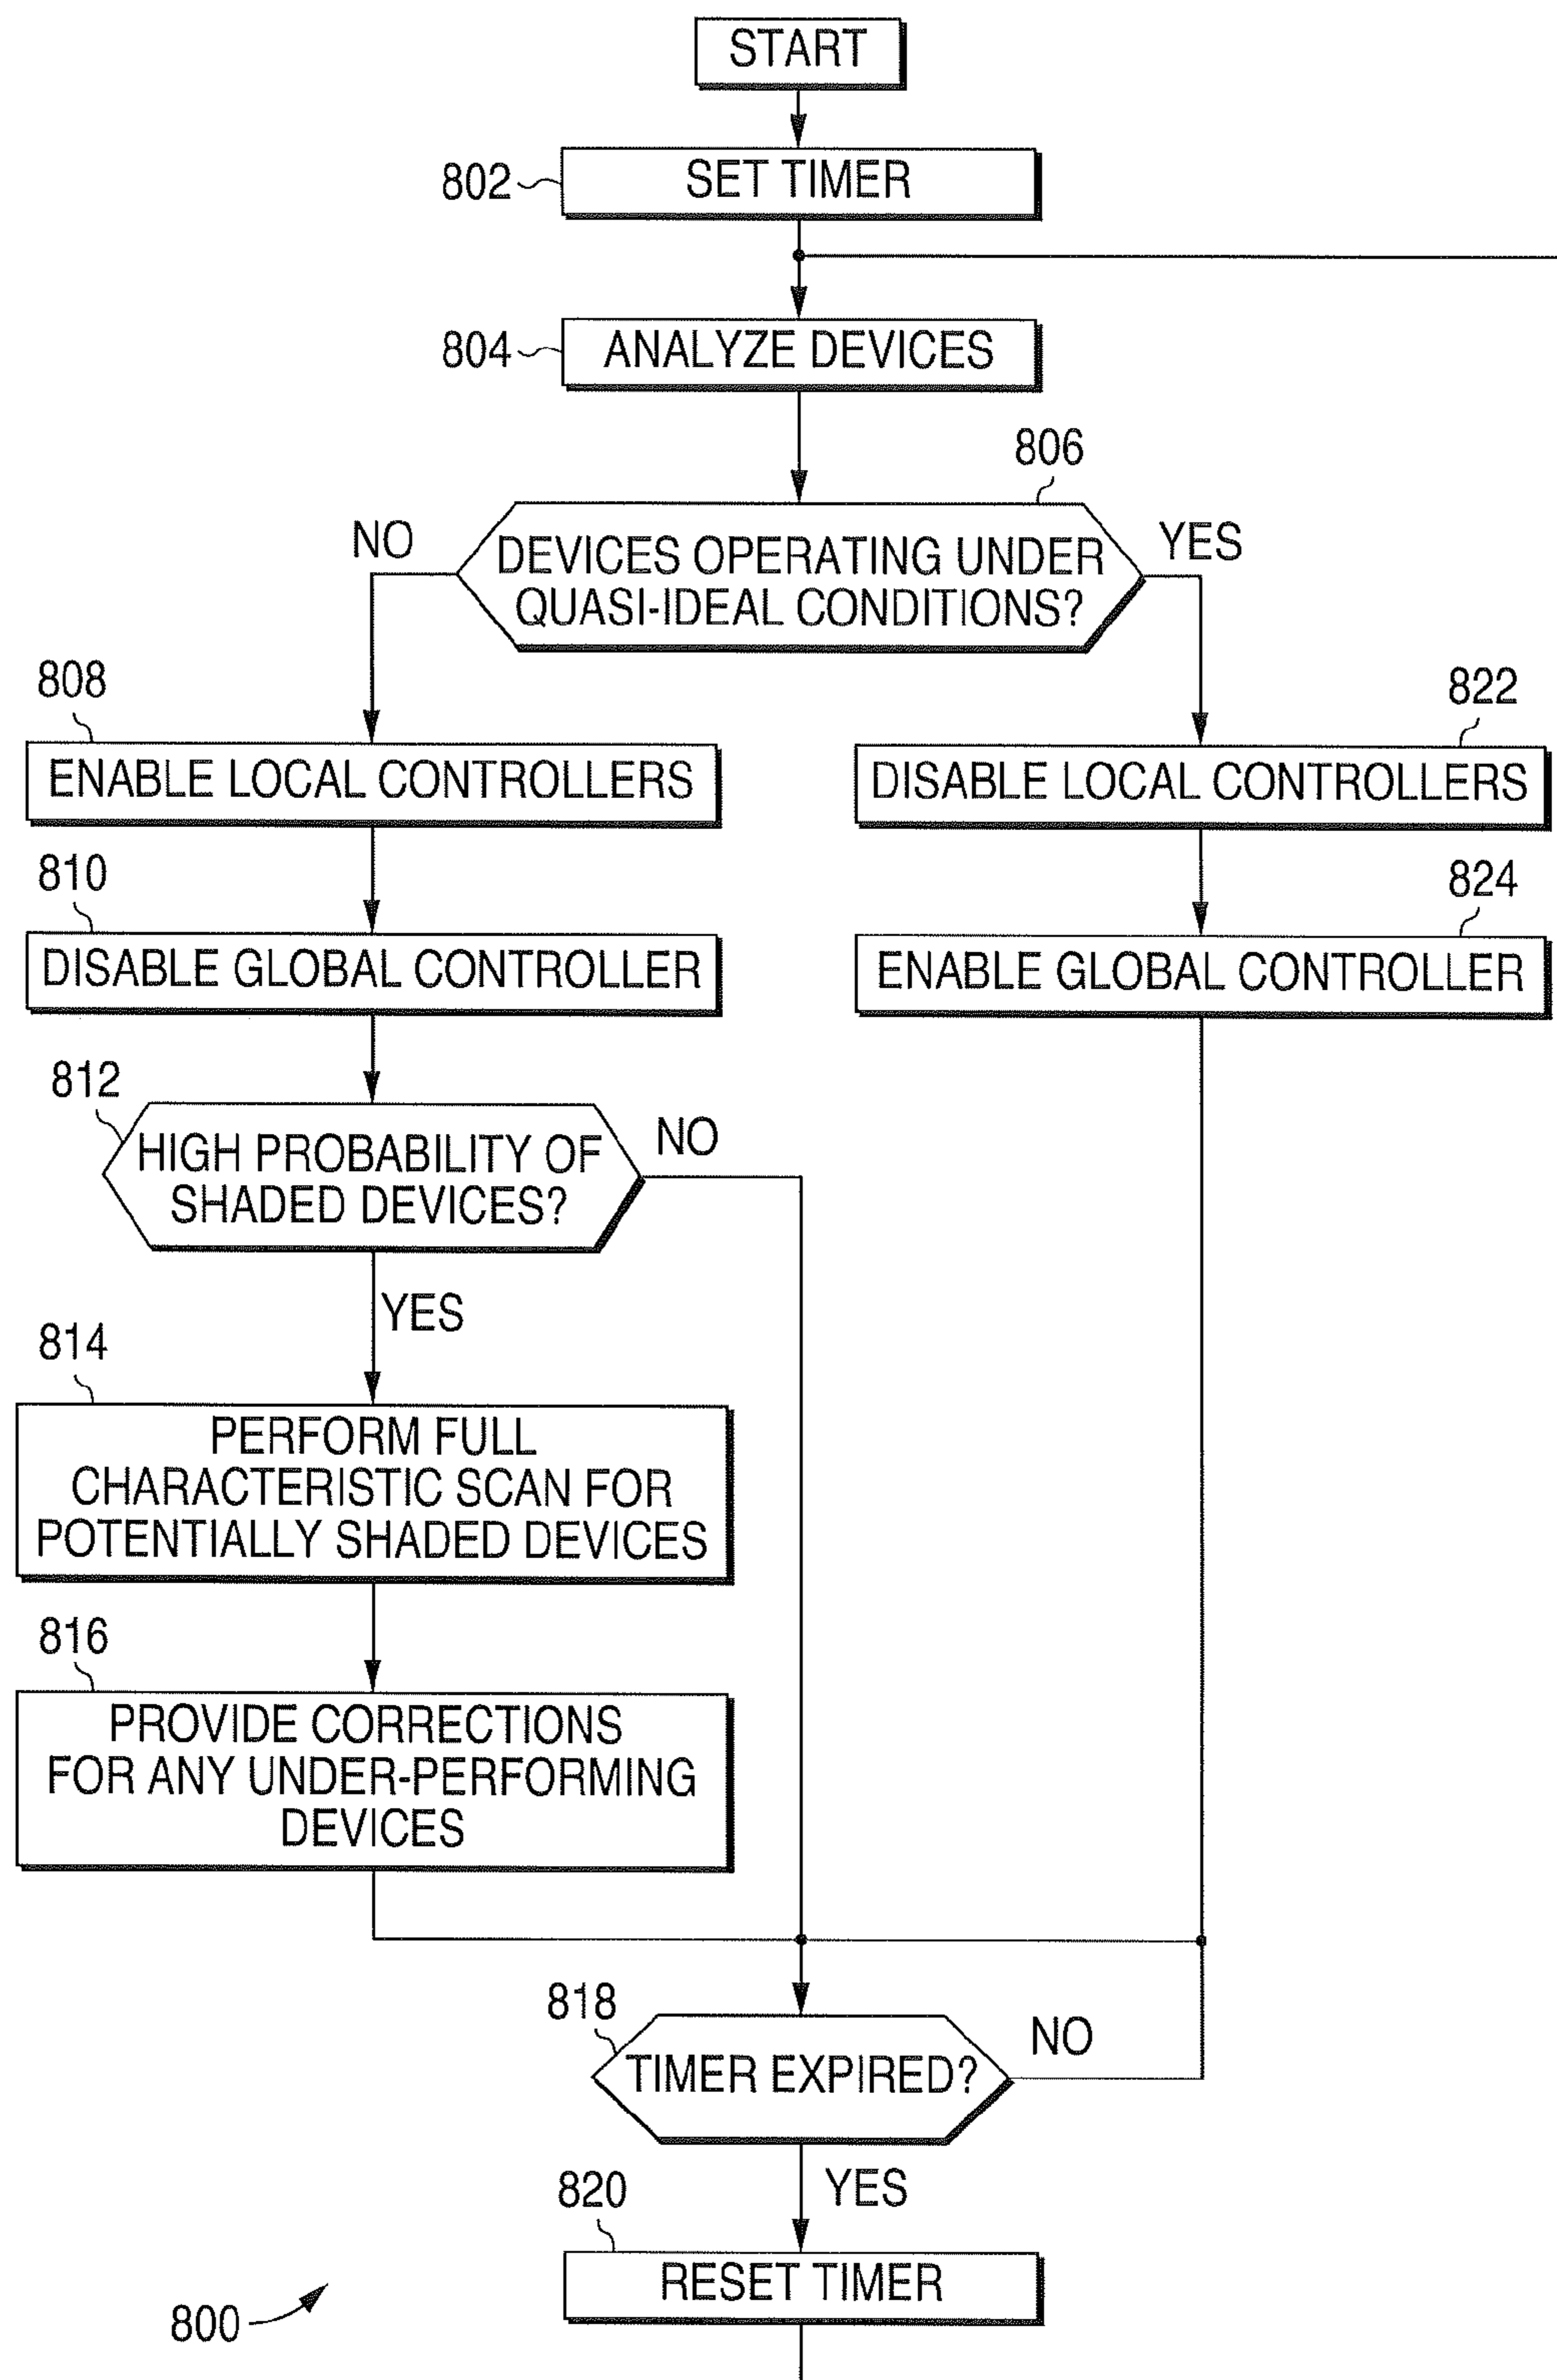 START
802
SET TIMER
804
ANALYZE DEVICES
806
NO
YES
DEVICES OPERATING UNDER
QUASI-IDEAL CONDITIONS?
808
ENABLE LOCAL CONTROLLERS
822
DISABLE LOCAL CONTROLLERS
810
DISABLE GLOBAL CONTROLLER
824
ENABLE GLOBAL CONTROLLER
812
HIGH PROBABILITY OF
SHADED DEVICES?
NO
YES
814
PERFORM FULL
CHARACTERISTIC SCAN FOR
POTENTIALLY SHADED DEVICES
816
PROVIDE CORRECTIONS
FOR ANY UNDER-PERFORMING
DEVICES
818
TIMER EXPIRED?
NO
YES
820
RESET TIMER
800